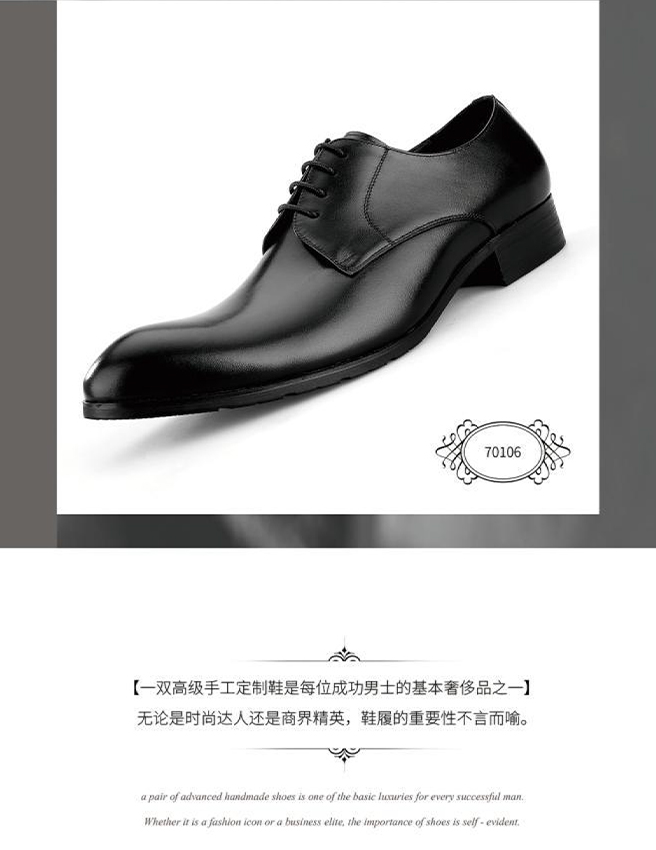 70106
【一双高级手工定制鞋是每位成功男士的基本奢侈品之一】
无论是时尚达人还是商界精英，鞋履的重要性不言而喻。
a pair of advanced handmade shoes is one of the basic luxuries for every successful man.
Whether it is a fashion icon or a business elite, the importance of shoes is self - evident.